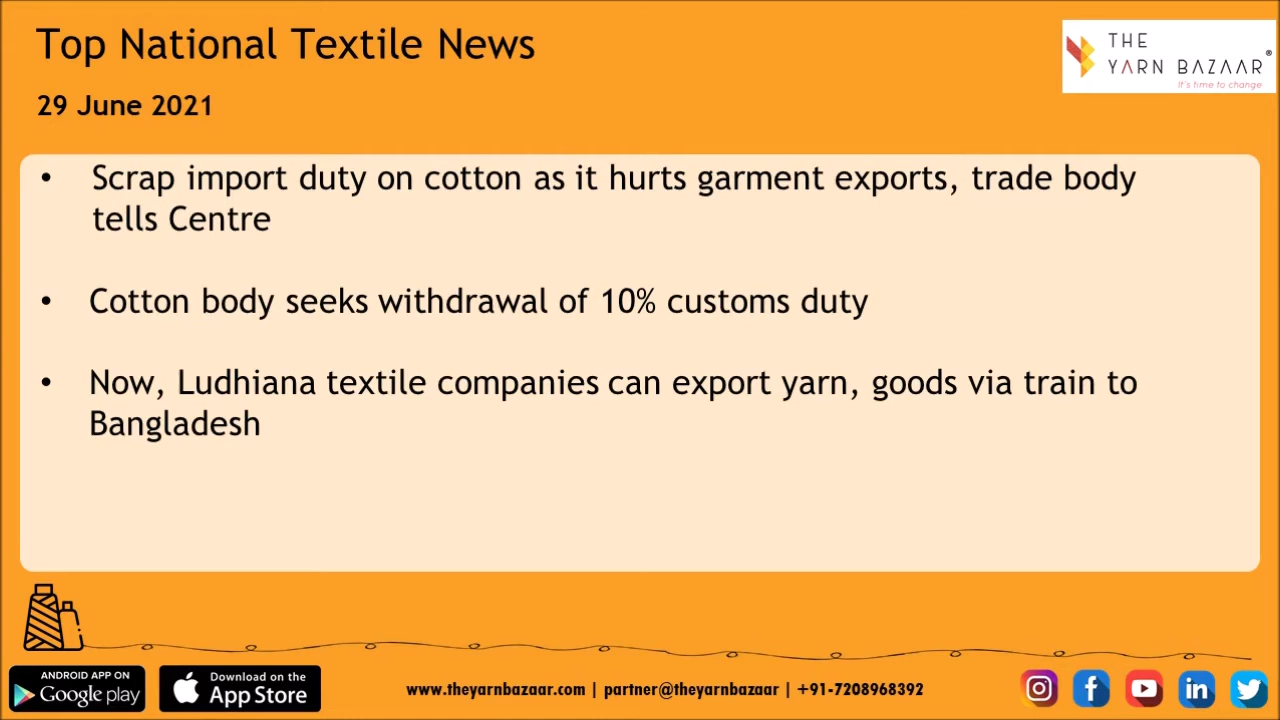 Top National Textile News
THE
YARN BAZAAR®
It's time to change.
29 June 2021
• Scrap import duty on cotton as it hurts garment exports, trade body
tells Centre
• Cotton body seeks withdrawal of 10% customs duty
• Now, Ludhiana textile companies can export yarn, goods via train to
Bangladesh
ANDROID APP ON
Google play
Download on the
App Store
www.theyarnbazaar.com | partner@theyarnbazaar | +91-7208968392